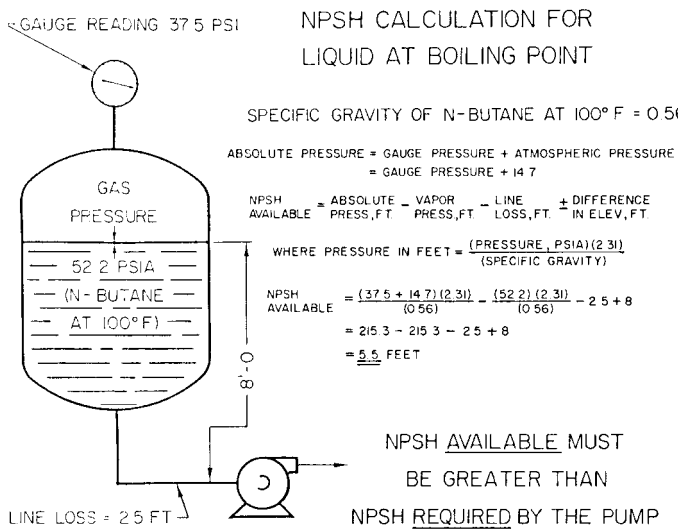 GAUGE READING 37.5 PSI
NPSH CALCULATION FOR
LIQUID AT BOILING POINT
SPECIFIC GRAVITY OF N-BUTANE AT 100° F = 0.56
ABSOLUTE PRESSURE = GAUGE PRESSURE + ATMOSPHERIC PRESSURE
= GAUGE PRESSURE + 14.7
NPSH AVAILABLE = ABSOLUTE PRESS, FT. - VAPOR PRESS, FT. - LINE LOSS, FT. ± DIFFERENCE IN ELEV, FT.
WHERE PRESSURE IN FEET = (PRESSURE, PSIA)(2.31) / (SPECIFIC GRAVITY)
NPSH AVAILABLE = (37.5 + 14.7)(2.31) / (0.56) - (52.2)(2.31) / (0.56) - 2.5 + 8
= 215.3 - 215.3 - 2.5 + 8
= 5.5 FEET
GAS
PRESSURE
52.2 PSIA
(N-BUTANE
AT 100°F)
8'-0
LINE LOSS = 2.5 FT
NPSH AVAILABLE MUST
BE GREATER THAN
NPSH REQUIRED BY THE PUMP